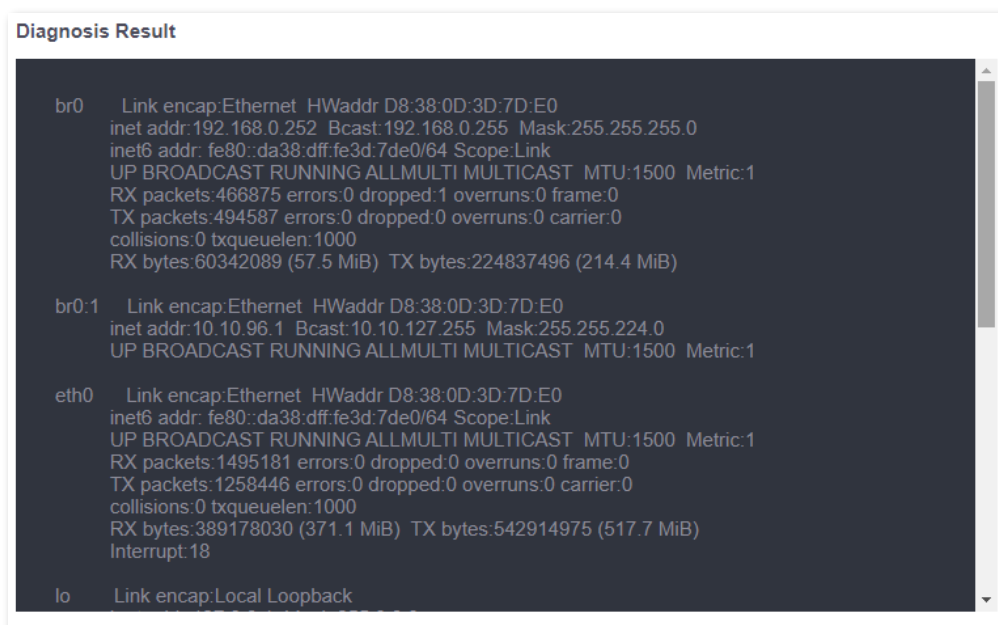 Diagnosis Result
br0 Link encap:Ethernet HWaddr D8:38:0D:3D:7D:E0
inet addr:192.168.0.252 Bcast:192.168.0.255 Mask:255.255.255.0
inet6 addr: fe80::da38:dff:fe3d:7de0/64 Scope:Link
UP BROADCAST RUNNING ALLMULTI MULTICAST MTU:1500 Metric:1
RX packets:466875 errors:0 dropped:1 overruns:0 frame:0
TX packets:494587 errors:0 dropped:0 overruns:0 carrier:0
collisions:0 txqueuelen:1000
RX bytes:60342089 (57.5 MiB) TX bytes:224837496 (214.4 MiB)
br0:1 Link encap:Ethernet HWaddr D8:38:0D:3D:7D:E0
inet addr:10.10.96.1 Bcast:10.10.127.255 Mask:255.255.224.0
UP BROADCAST RUNNING ALLMULTI MULTICAST MTU:1500 Metric:1
eth0 Link encap:Ethernet HWaddr D8:38:0D:3D:7D:E0
inet6 addr: fe80::da38:dff:fe3d:7de0/64 Scope:Link
UP BROADCAST RUNNING ALLMULTI MULTICAST MTU:1500 Metric:1
RX packets:1495181 errors:0 dropped:0 overruns:0 frame:0
TX packets:1258446 errors:0 dropped:0 overruns:0 carrier:0
collisions:0 txqueuelen:1000
RX bytes:389178030 (371.1 MiB) TX bytes:542914975 (517.7 MiB)
Interrupt:18
lo Link encap:Local Loopback